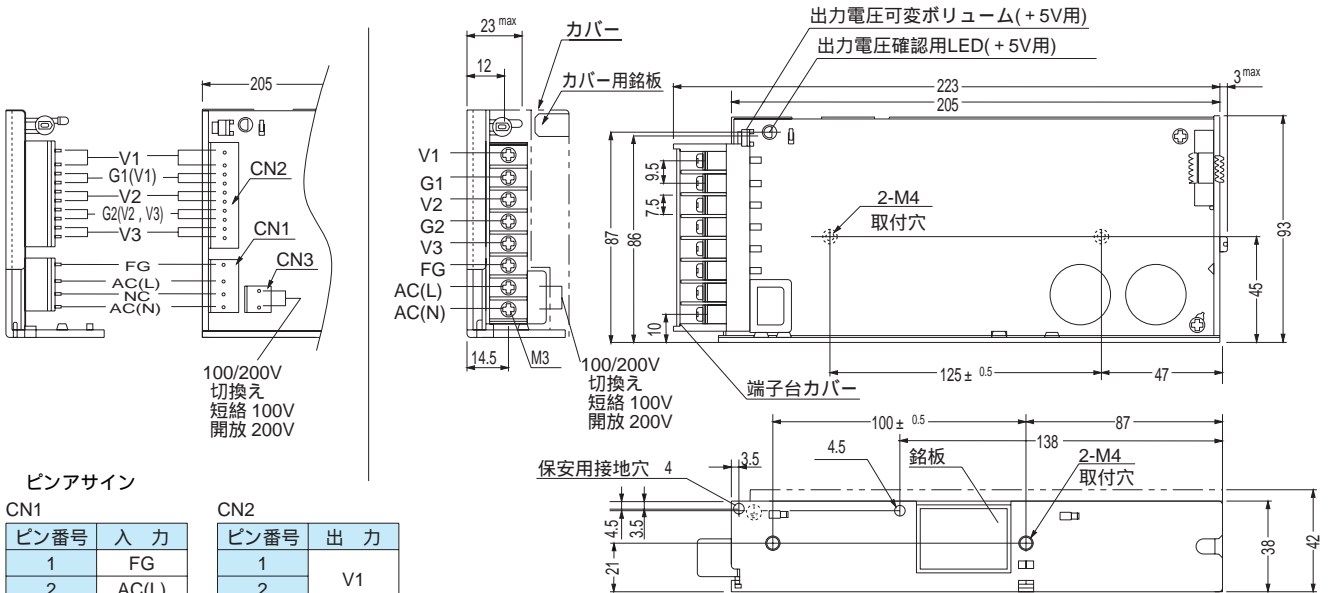 205
V1
G1(V1)
V2
G2(V2 , V3)
V3
FG
AC(L)
NC
AC(N)
CN2
CN1
CN3
100/200V
切換え
短絡 100V
開放 200V
23 max
12
カバー
カバー用銘板
V1
G1
V2
G2
V3
FG
AC(L)
AC(N)
14.5
M3
100/200V
切換え
短絡 100V
開放 200V
出力電圧可変ボリューム(+5V用)
出力電圧確認用LED(+5V用)
223
3 max
205
9.5
7.5
87
86
10
2-M4
取付穴
93
45
125± 0.5
47
端子台カバー
100± 0.5
87
138
保安用接地穴 4
3.5
4.5
銘板
2-M4
取付穴
4.5
3.5
21
38
42
ピンアサイン
CN1
ピン番号 入 力
1 FG
2 AC(L)
CN2
ピン番号 出 力
1
V1
2